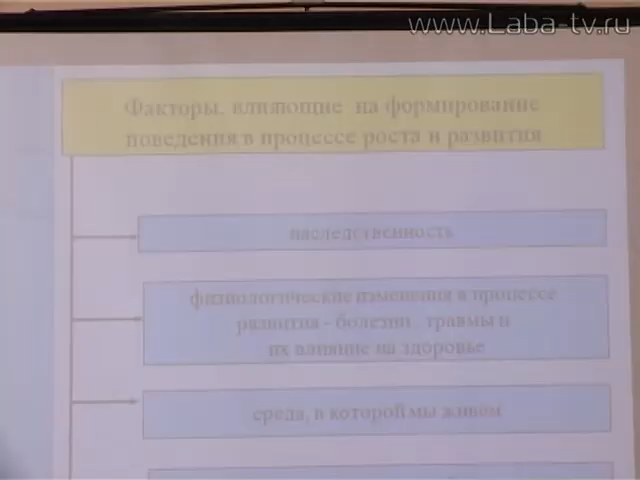 www.Laba-tv.ru
Факторы, влияющие на формирование
поведения в процессе роста и развития
наследственность
физиологические изменения в процессе
развития - болезни, травмы и
их влияние на здоровье
среда, в которой мы живем